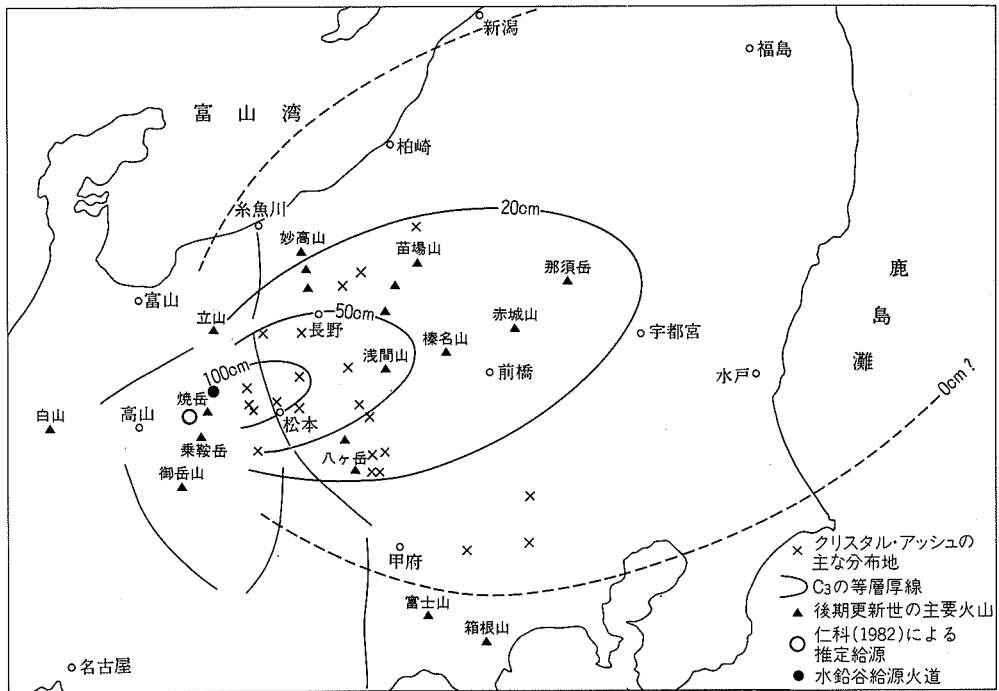 新潟
福島
富山湾
柏崎
糸魚川
20cm
妙高山
苗場山
那須岳
鹿島灘
富山
立山
50cm
長野
赤城山
宇都宮
浅間山
榛名山
前橋
水戸
0cm?
100cm
焼岳
白山
高山
松本
乗鞍岳
八ヶ岳
御岳山
甲府
富士山
箱根山
名古屋
クリスタル・アッシュの
主な分布地
C₃の等層厚線
後期更新世の主要火山
仁科(1982)による
推定給源
水鉛谷給源火道